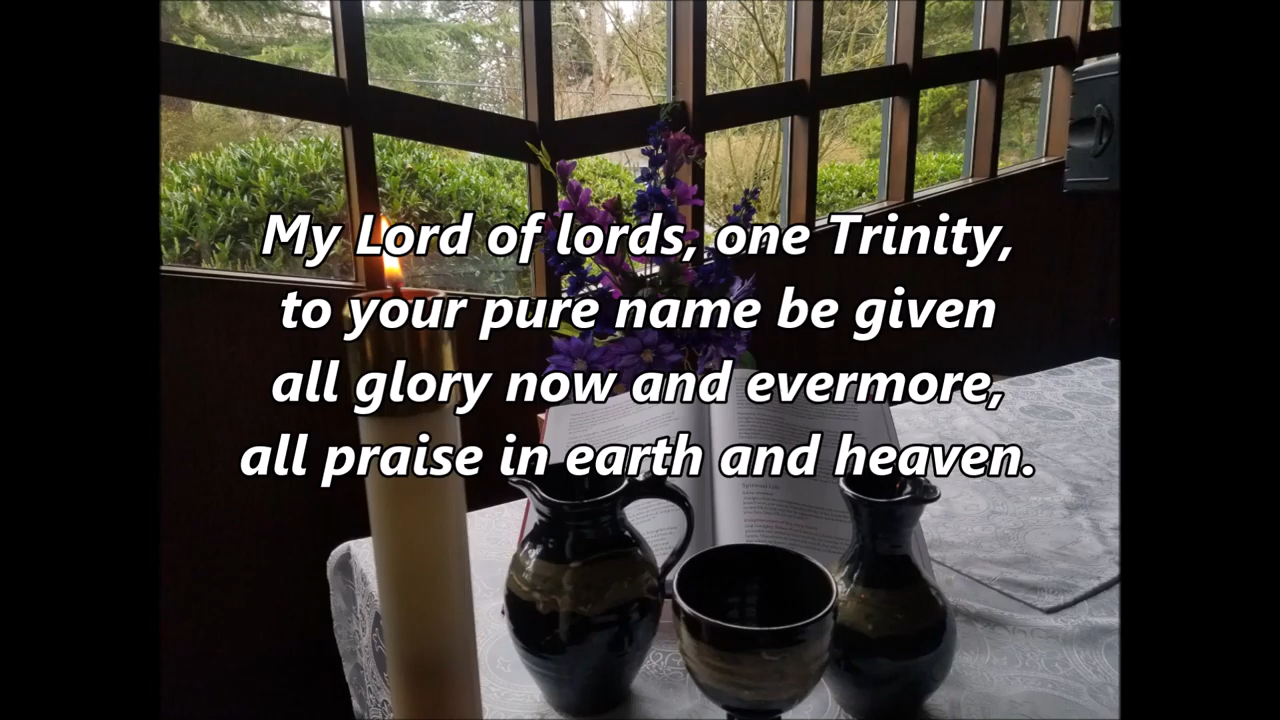 My Lord of lords, one Trinity,
to your pure name be given
all glory now and evermore,
all praise in earth and heaven.